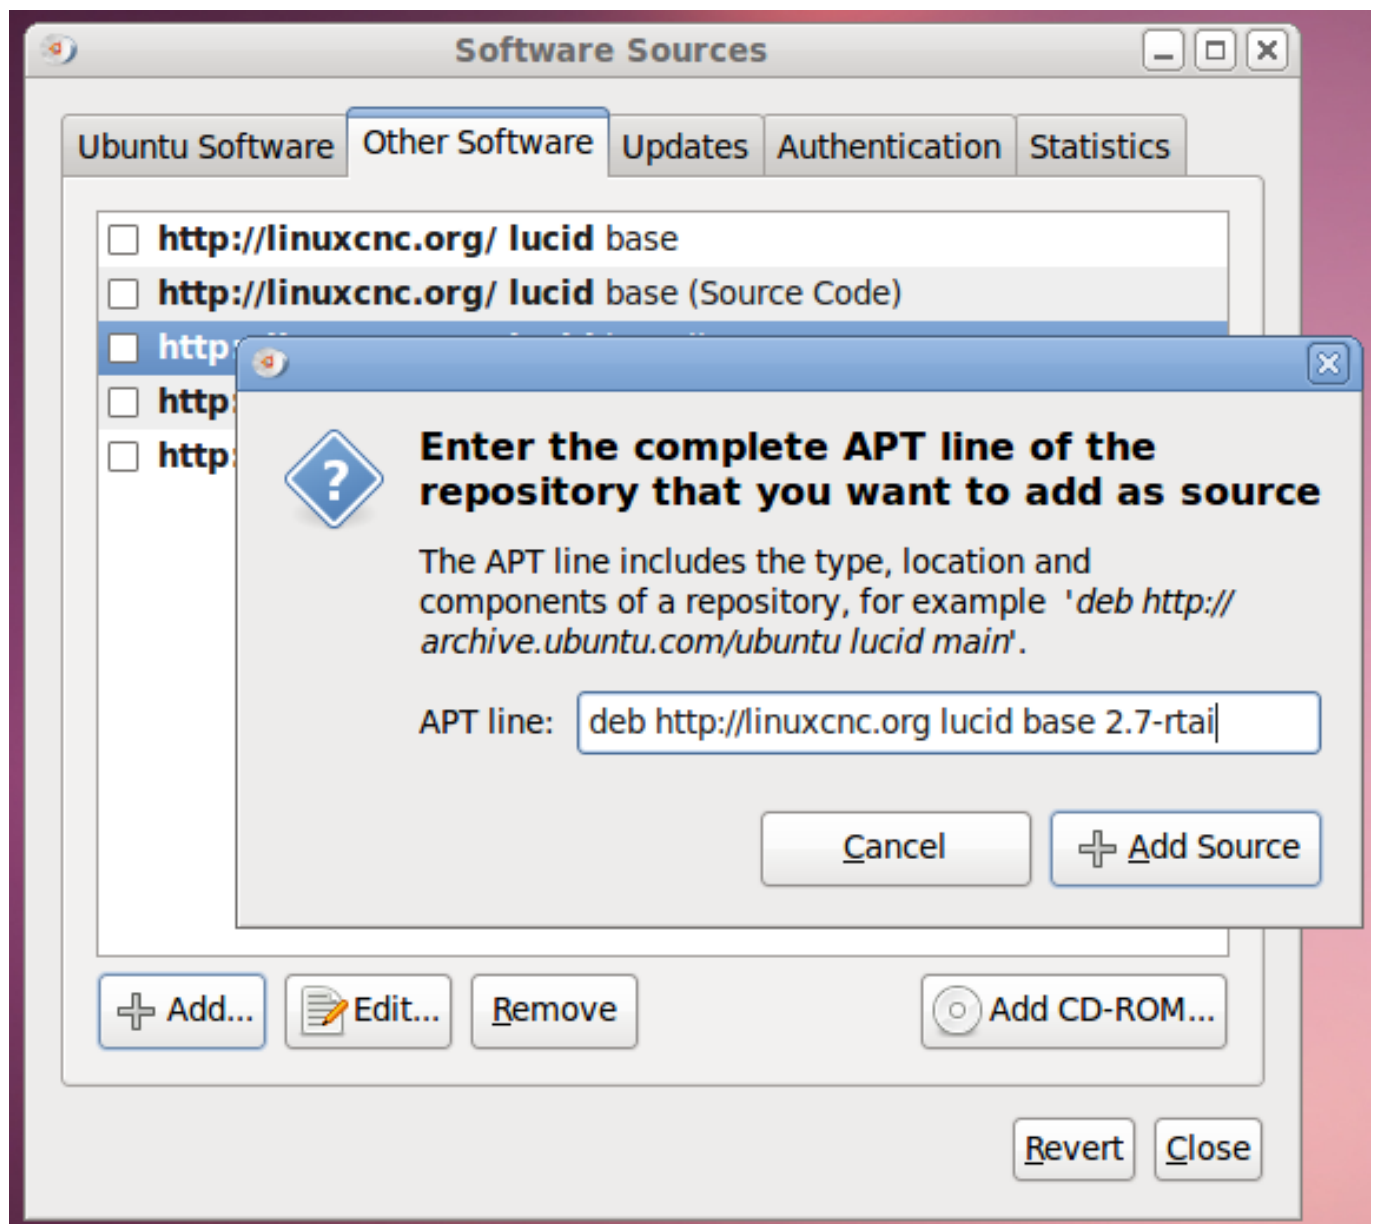 Software Sources
Ubuntu Software Other Software Updates Authentication Statistics
http://linuxcnc.org/ lucid base
http://linuxcnc.org/ lucid base (Source Code)
http:
http:
http:
Enter the complete APT line of the
repository that you want to add as source
The APT line includes the type, location and
components of a repository, for example 'deb http://
archive.ubuntu.com/ubuntu lucid main'.
APT line: deb http://linuxcnc.org lucid base 2.7-rtai
Cancel Add Source
Add... Edit... Remove Add CD-ROM...
Revert Close